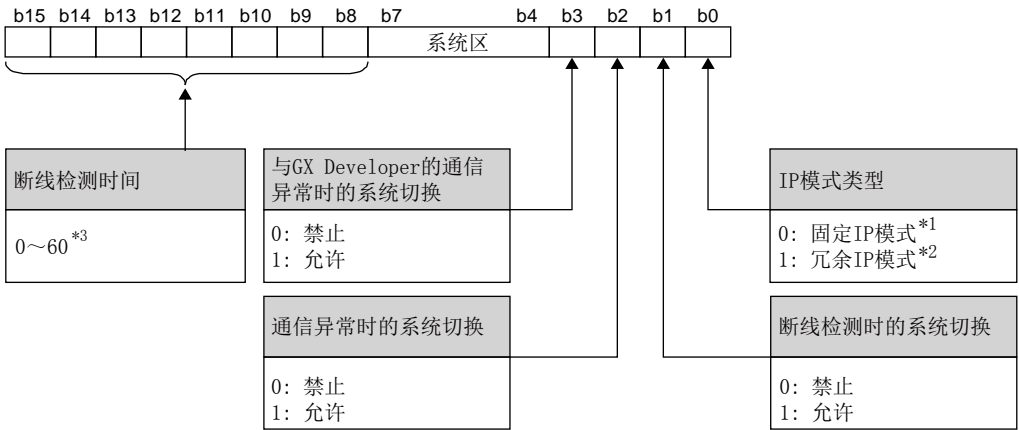 b15 b14 b13 b12 b11 b10 b9 b8 b7 b4 b3 b2 b1 b0
系统区
断线检测时间
0～60*3
与GX Developer的通信
异常时的系统切换
0: 禁止
1: 允许
IP模式类型
0: 固定IP模式*1
1: 冗余IP模式*2
通信异常时的系统切换
0: 禁止
1: 允许
断线检测时的系统切换
0: 禁止
1: 允许